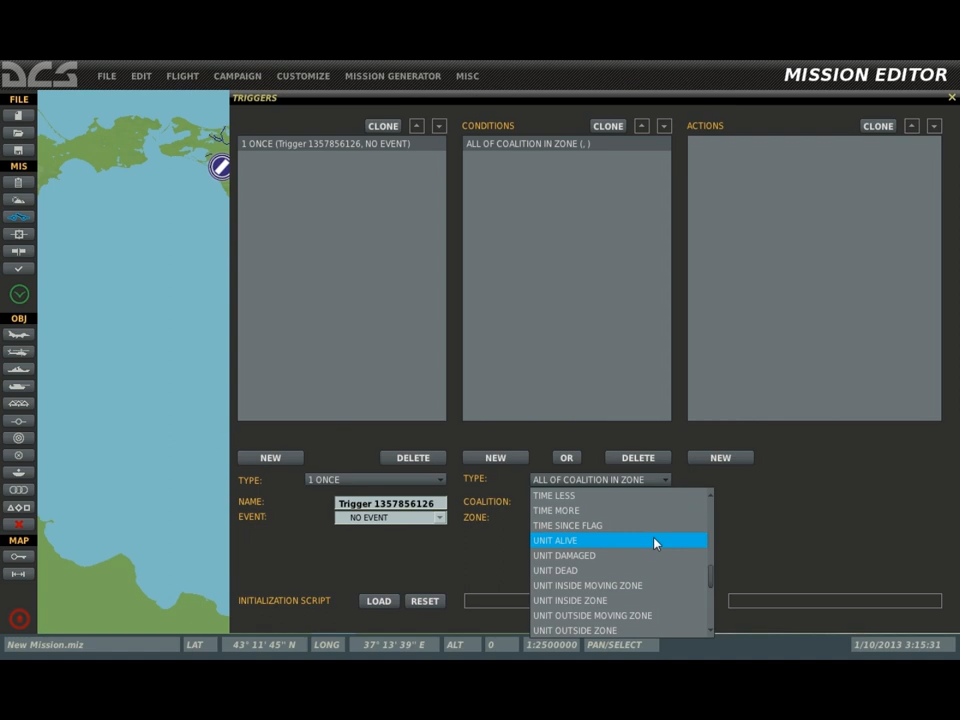 DCS
FILE EDIT FLIGHT CAMPAIGN CUSTOMIZE MISSION GENERATOR MISC
MISSION EDITOR
FILE
MIS
OBJ
MAP
TRIGGERS
CLONE
CONDITIONS CLONE
ACTIONS CLONE
1 ONCE (Trigger 1357856126, NO EVENT)
ALL OF COALITION IN ZONE (, )
NEW DELETE
NEW OR DELETE
NEW
TYPE: 1 ONCE
NAME: Trigger 1357856126
EVENT: NO EVENT
TYPE: ALL OF COALITION IN ZONE
COALITION:
ZONE:
TIME LESS
TIME MORE
TIME SINCE FLAG
UNIT ALIVE
UNIT DAMAGED
UNIT DEAD
UNIT INSIDE MOVING ZONE
UNIT INSIDE ZONE
UNIT OUTSIDE MOVING ZONE
UNIT OUTSIDE ZONE
INITIALIZATION SCRIPT LOAD RESET
New Mission.miz LAT 43° 11' 45" N LONG 37° 13' 39" E ALT 0 1:2500000 PAN/SELECT 1/10/2013 3:15:31